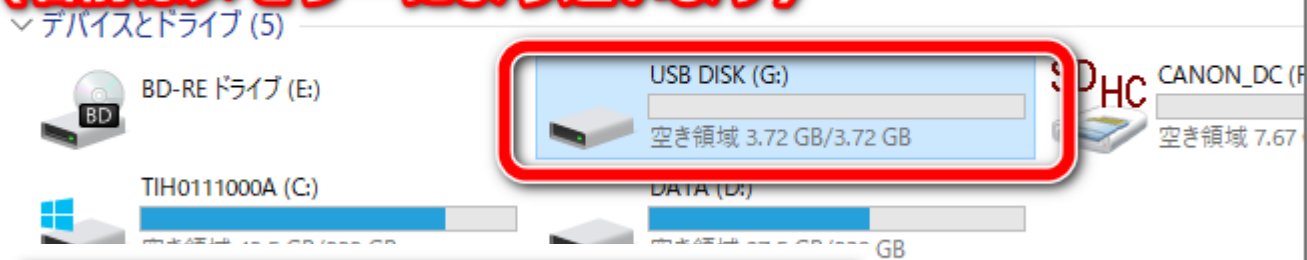 デバイスとドライブ (5)
BD-RE ドライブ (E:)
BD
USB DISK (G:)
空き領域 3.72 GB/3.72 GB
SDHC
CANON_DC (F
空き領域 7.67
TIH0111000A (C:)
DATA (D:)
GB